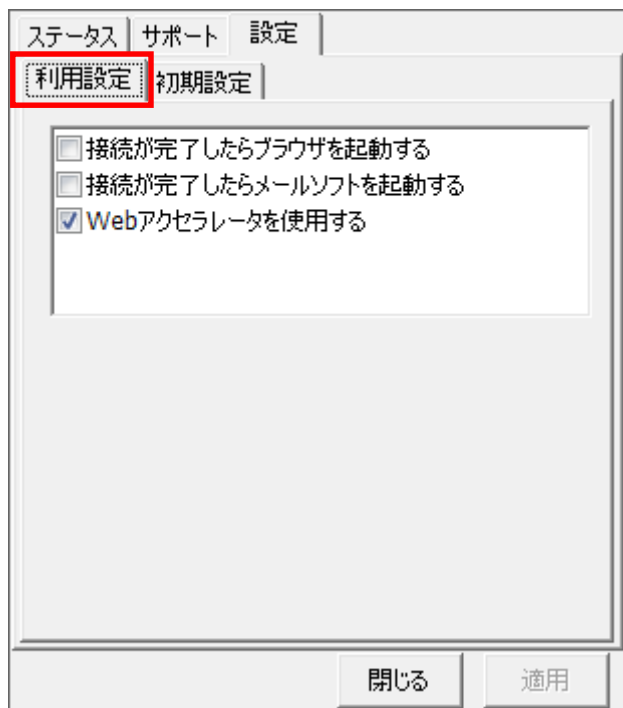 ステータス サポート 設定
利用設定 初期設定
接続が完了したらブラウザを起動する
接続が完了したらメールソフトを起動する
Webアクセラレータを使用する
閉じる 適用